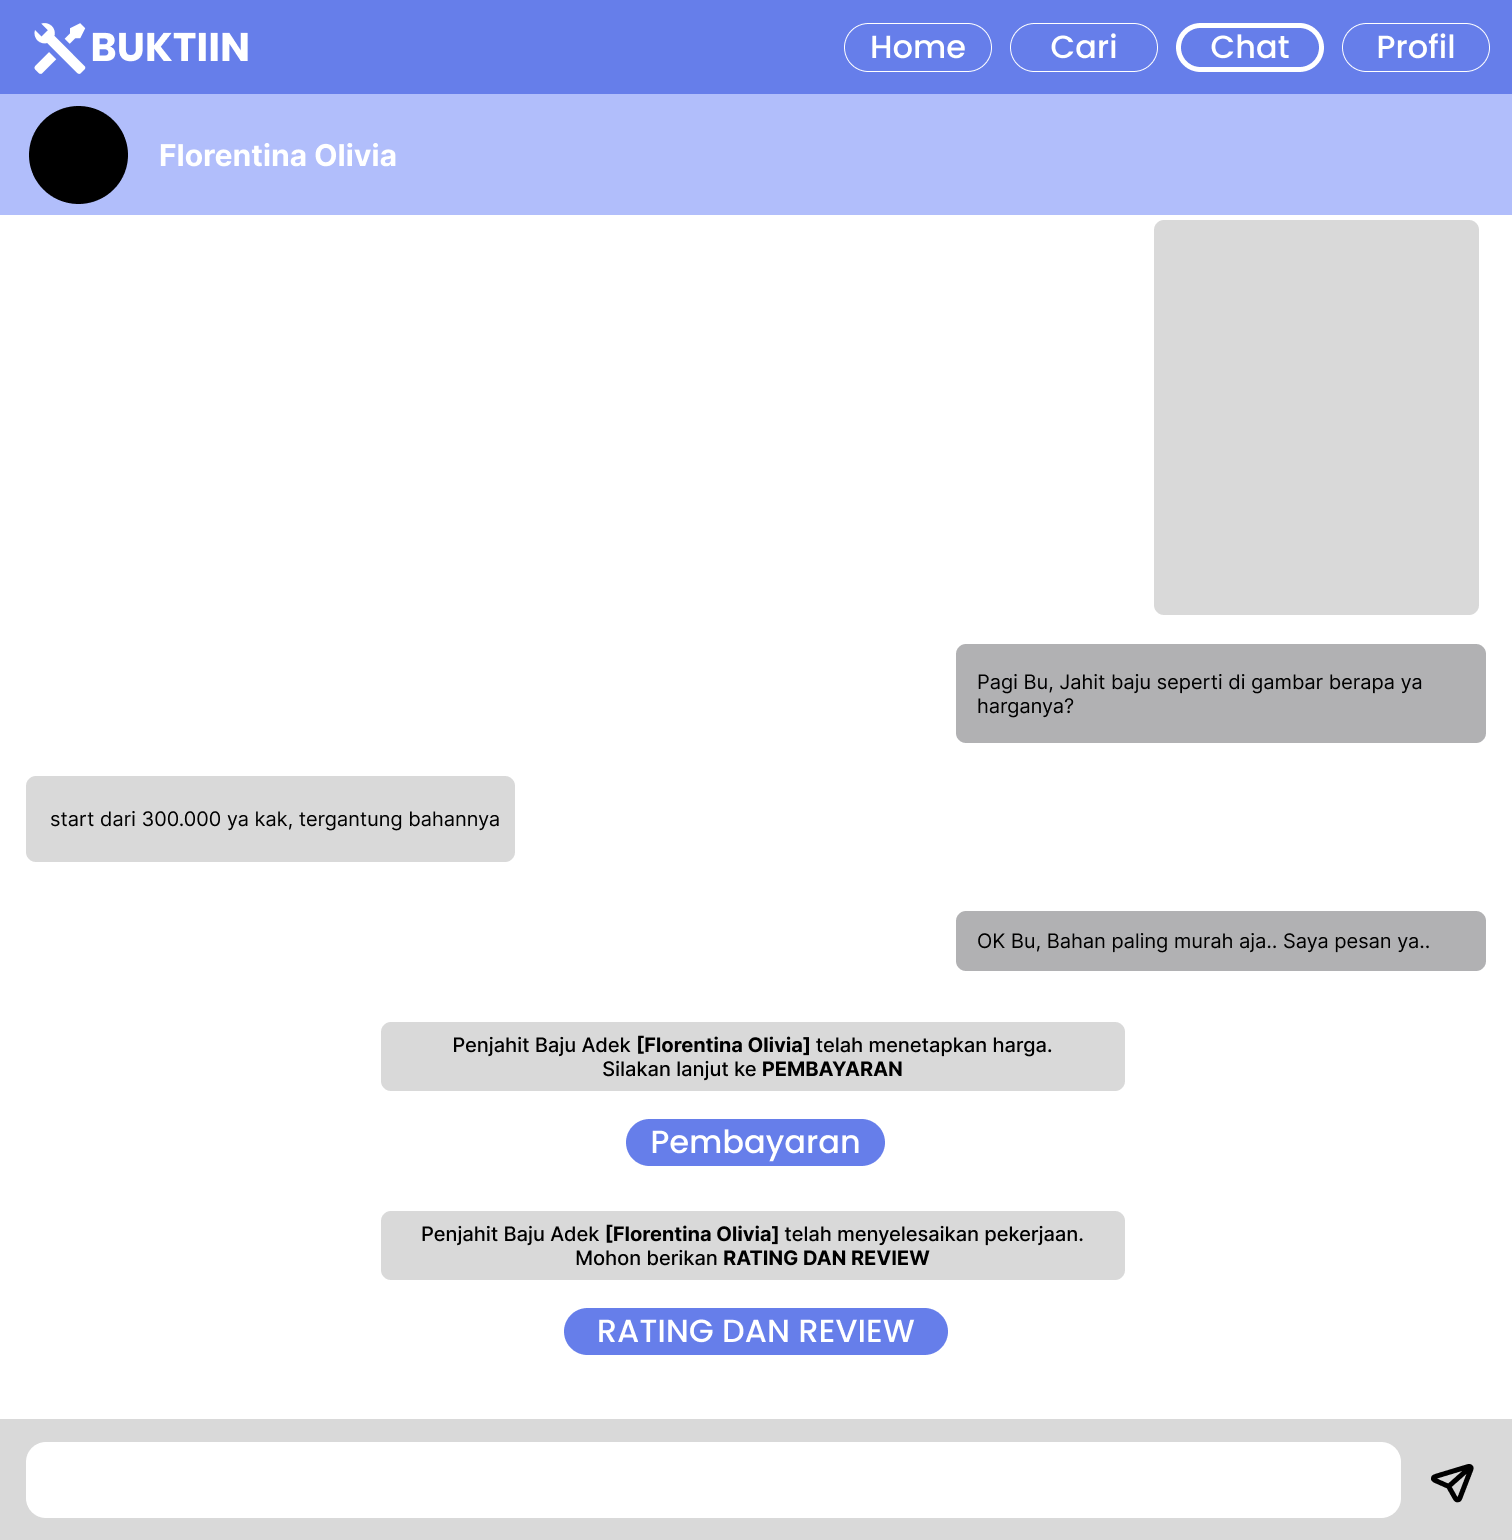 BUKTIIN
Home
Cari
Chat
Profil
Florentina Olivia
Pagi Bu, Jahit baju seperti di gambar berapa ya
harganya?
start dari 300.000 ya kak, tergantung bahannya
OK Bu, Bahan paling murah aja.. Saya pesan ya..
Penjahit Baju Adek [Florentina Olivia] telah menetapkan harga.
Silakan lanjut ke PEMBAYARAN
Pembayaran
Penjahit Baju Adek [Florentina Olivia] telah menyelesaikan pekerjaan.
Mohon berikan RATING DAN REVIEW
RATING DAN REVIEW